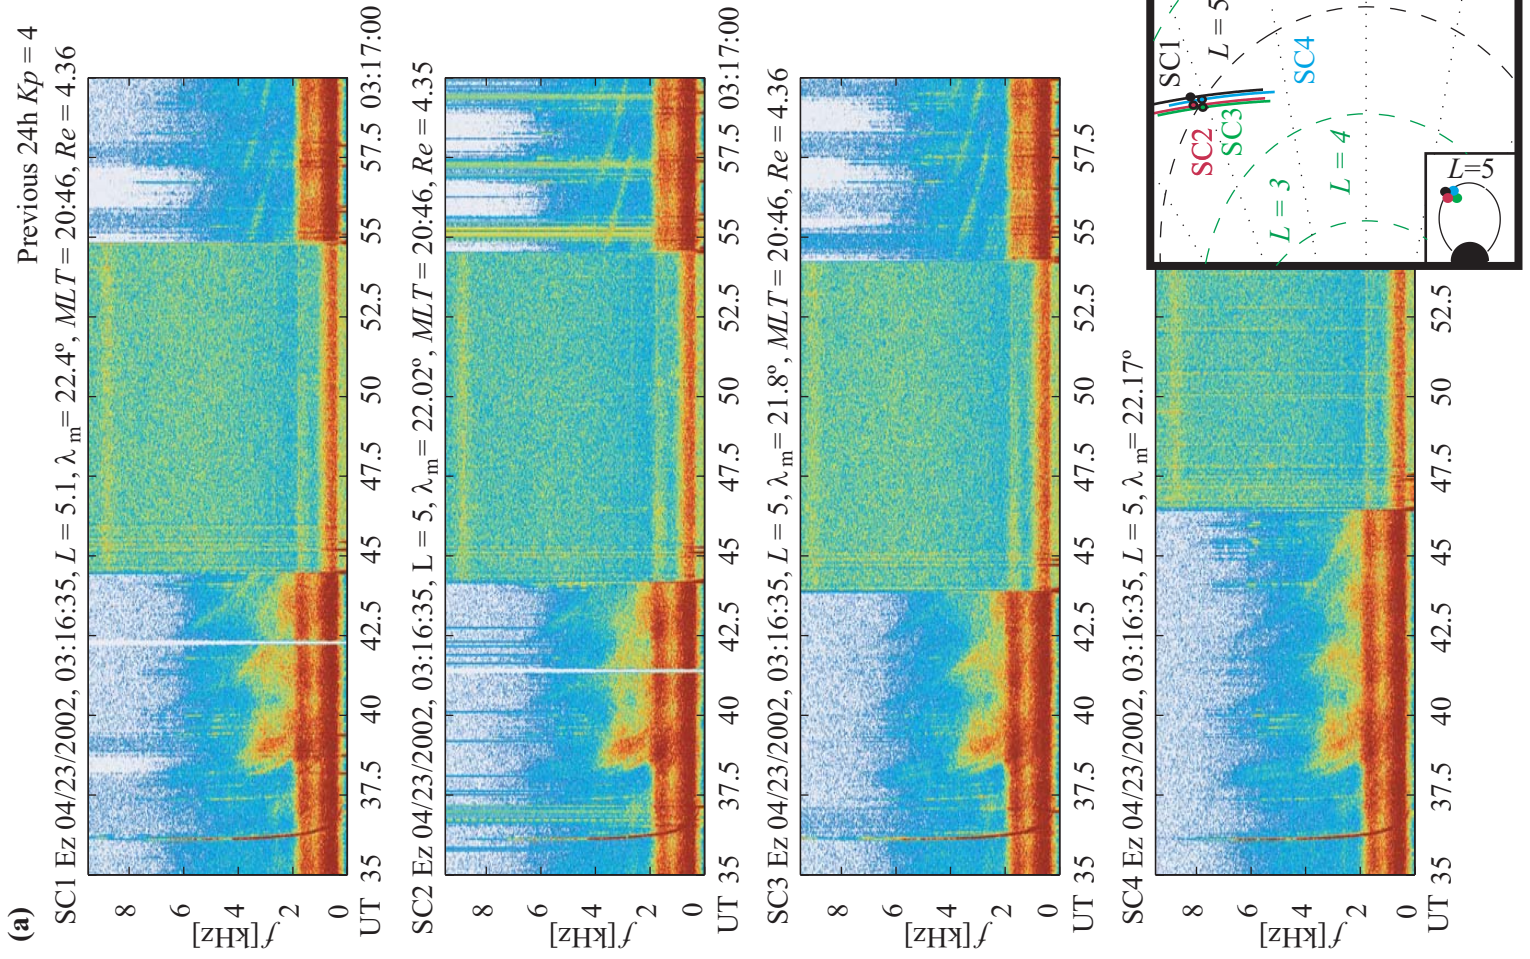 (a)
Previous 24h Kp = 4
SC1 Ez 04/23/2002, 03:16:35, L = 5.1, λm= 22.4º, MLT = 20:46, Re = 4.36
f[kHz]
8
6
4
2
0
UT 35 37.5 40 42.5 45 47.5 50 52.5 55 57.5 03:17:00
SC2 Ez 04/23/2002, 03:16:35, L = 5, λm= 22.02º, MLT = 20:46, Re = 4.35
f[kHz]
8
6
4
2
0
UT 35 37.5 40 42.5 45 47.5 50 52.5 55 57.5 03:17:00
SC3 Ez 04/23/2002, 03:16:35, L = 5, λm= 21.8º, MLT = 20:46, Re = 4.36
f[kHz]
8
6
4
2
0
UT 35 37.5 40 42.5 45 47.5 50 52.5 55 57.5 03:17:00
SC4 Ez 04/23/2002, 03:16:35, L = 5, λm= 22.17º
f[kHz]
8
6
4
2
0
UT 35 37.5 40 42.5 45 47.5 50 52.5
SC1
L = 5
SC2
SC3
SC4
L = 3
L = 4
L=5